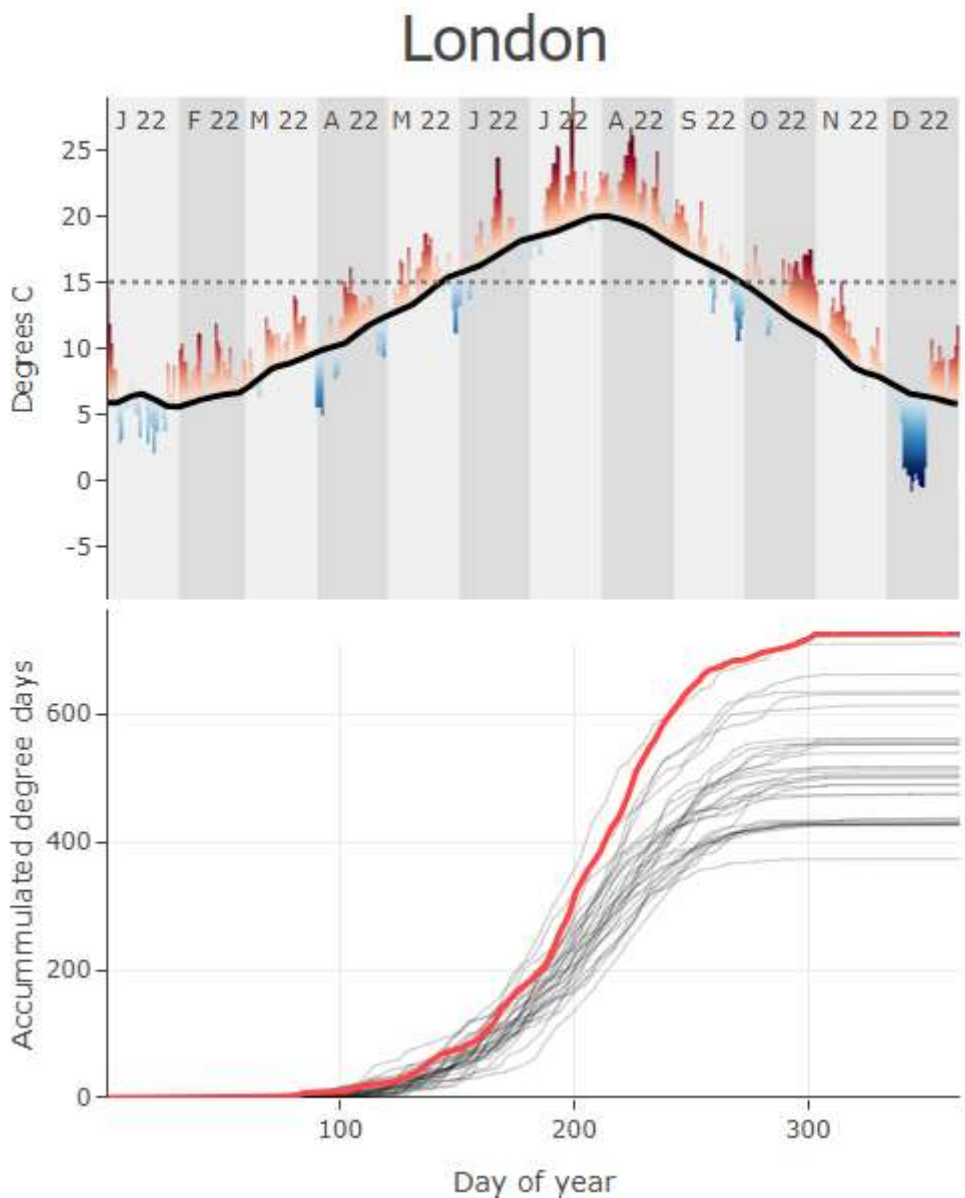 London
J 22 F 22 M 22 A 22 M 22 J 22 J 22 A 22 S 22 O 22 N 22 D 22
25
20
15
10
5
0
-5
Degrees C
600
400
200
0
Accummulated degree days
100 200 300
Day of year